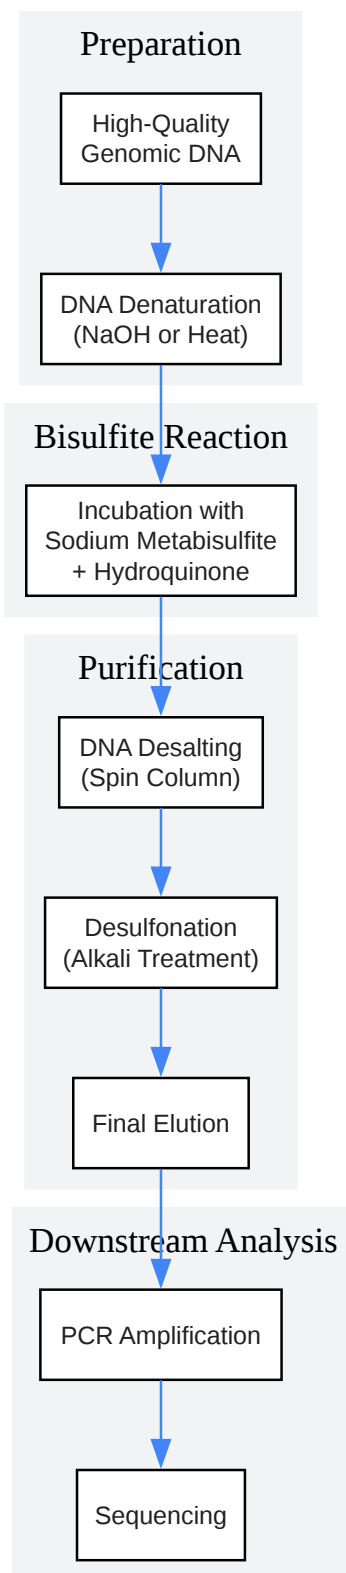 Preparation
High-Quality
Genomic DNA
DNA Denaturation
(NaOH or Heat)
Bisulfite Reaction
Incubation with
Sodium Metabisulfite
+ Hydroquinone
Purification
DNA Desalting
(Spin Column)
Desulfonation
(Alkali Treatment)
Final Elution
Downstream Analysis
PCR Amplification
Sequencing